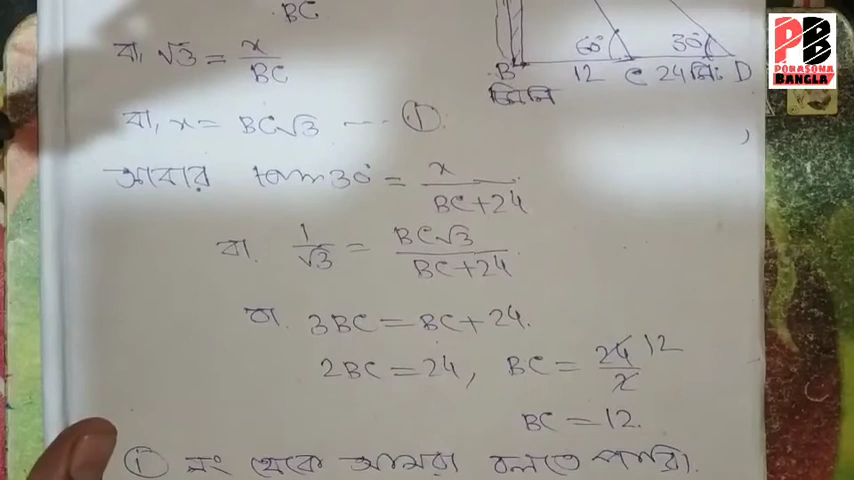 BC
বা, √3 = x/BC
60° 30°
B 12 C 24মি: D
বা, x = BC√3 --- ①
আবার tan30° = x/BC+24
বা. 1/√3 = BC√3/BC+24
বা. 3BC = BC+24.
2BC = 24, BC = 24/2 12
BC = 12.
① নং থেকে আমরা বলতে পারি.
PB
PONASONA
BANGLA